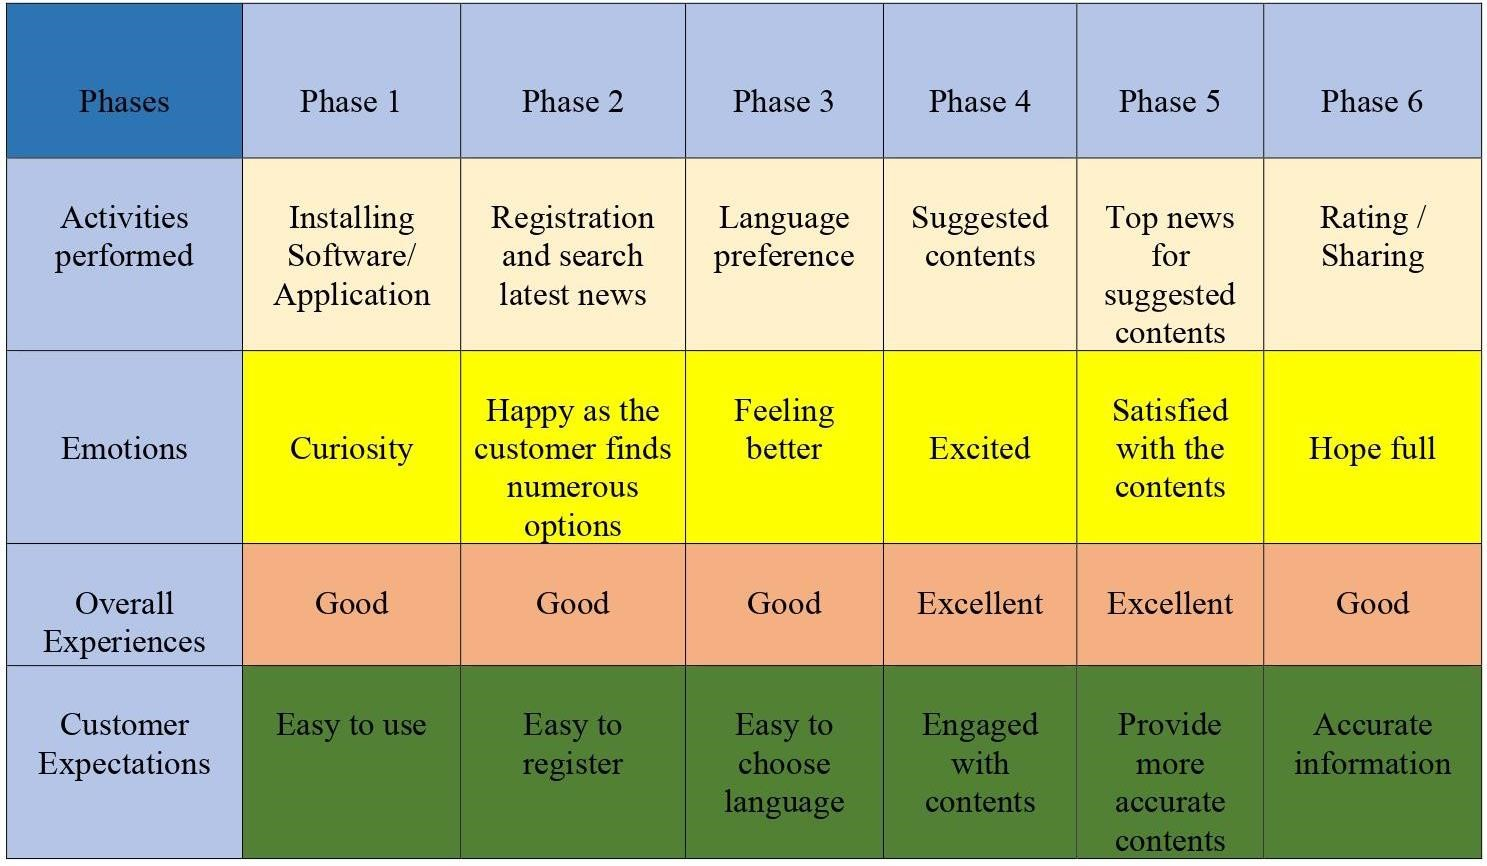 Phases
Phase 1
Phase 2
Phase 3
Phase 4
Phase 5
Phase 6
Activities
performed
Installing
Software/
Application
Registration
and search
latest news
Language
preference
Suggested
contents
Top news
for
suggested
contents
Rating /
Sharing
Emotions
Curiosity
Happy as the
customer finds
numerous
options
Feeling
better
Excited
Satisfied
with the
contents
Hope full
Overall
Experiences
Good
Good
Good
Excellent
Excellent
Good
Customer
Expectations
Easy to use
Easy to
register
Easy to
choose
language
Engaged
with
contents
Provide
more
accurate
contents
Accurate
information